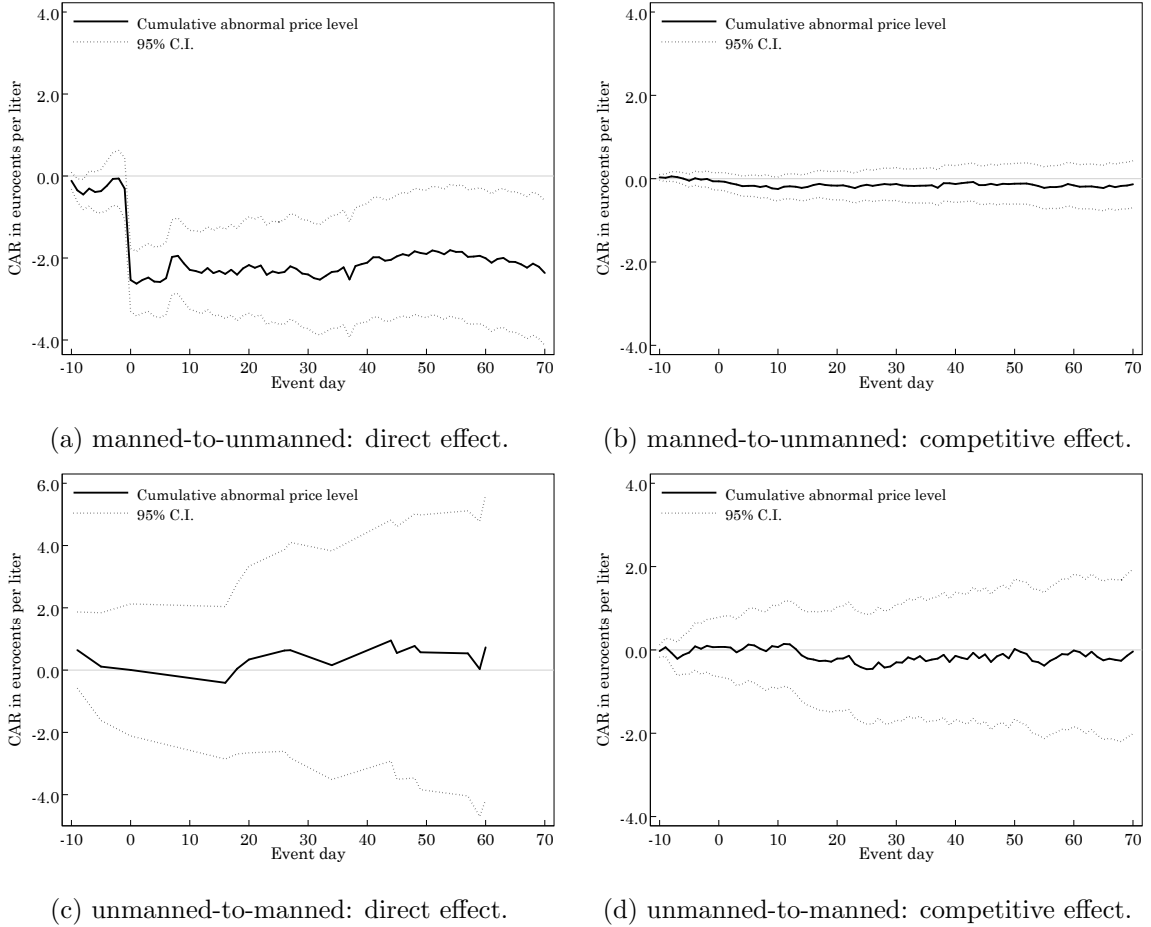 4.0
2.0
0.0
-2.0
-4.0
CAR in eurocents per liter
Cumulative abnormal price level
95% C.I.
-10 0 10 20 30 40 50 60 70
Event day
(a) manned-to-unmanned: direct effect.
4.0
2.0
0.0
-2.0
-4.0
CAR in eurocents per liter
Cumulative abnormal price level
95% C.I.
-10 0 10 20 30 40 50 60 70
Event day
(b) manned-to-unmanned: competitive effect.
6.0
4.0
2.0
0.0
-2.0
-4.0
CAR in eurocents per liter
Cumulative abnormal price level
95% C.I.
-10 0 10 20 30 40 50 60 70
Event day
(c) unmanned-to-manned: direct effect.
4.0
2.0
0.0
-2.0
-4.0
CAR in eurocents per liter
Cumulative abnormal price level
95% C.I.
-10 0 10 20 30 40 50 60 70
Event day
(d) unmanned-to-manned: competitive effect.